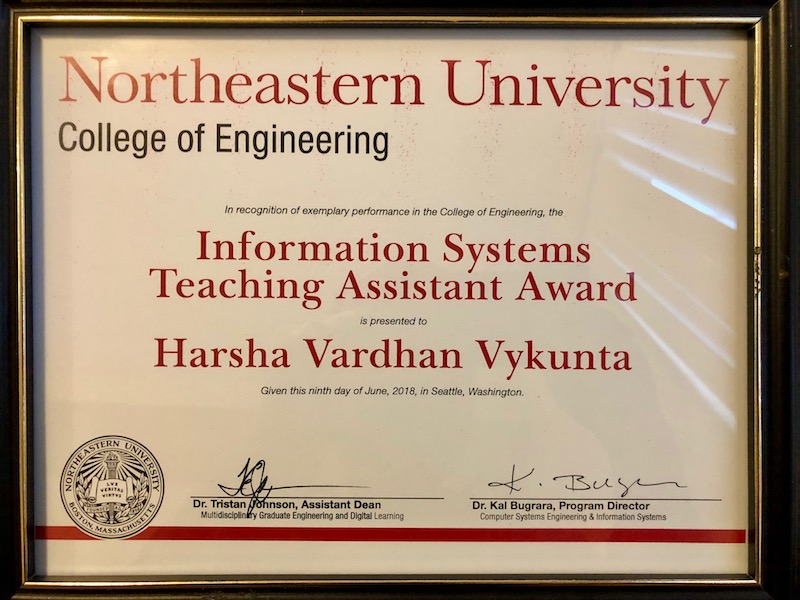 Northeastern University
College of Engineering
In recognition of exemplary performance in the College of Engineering, the
Information Systems
Teaching Assistant Award
is presented to
Harsha Vardhan Vykunta
Given this ninth day of June, 2018, in Seattle, Washington.
NORTHEASTERN UNIVERSITY
LUX
VERITAS
VIRTUS
BOSTON, MASSACHUSETTS
K. Bugra
Dr. Tristan Johnson, Assistant Dean
Multidisciplinary Graduate Engineering and Digital Learning
Dr. Kal Bugrara, Program Director
Computer Systems Engineering & Information Systems